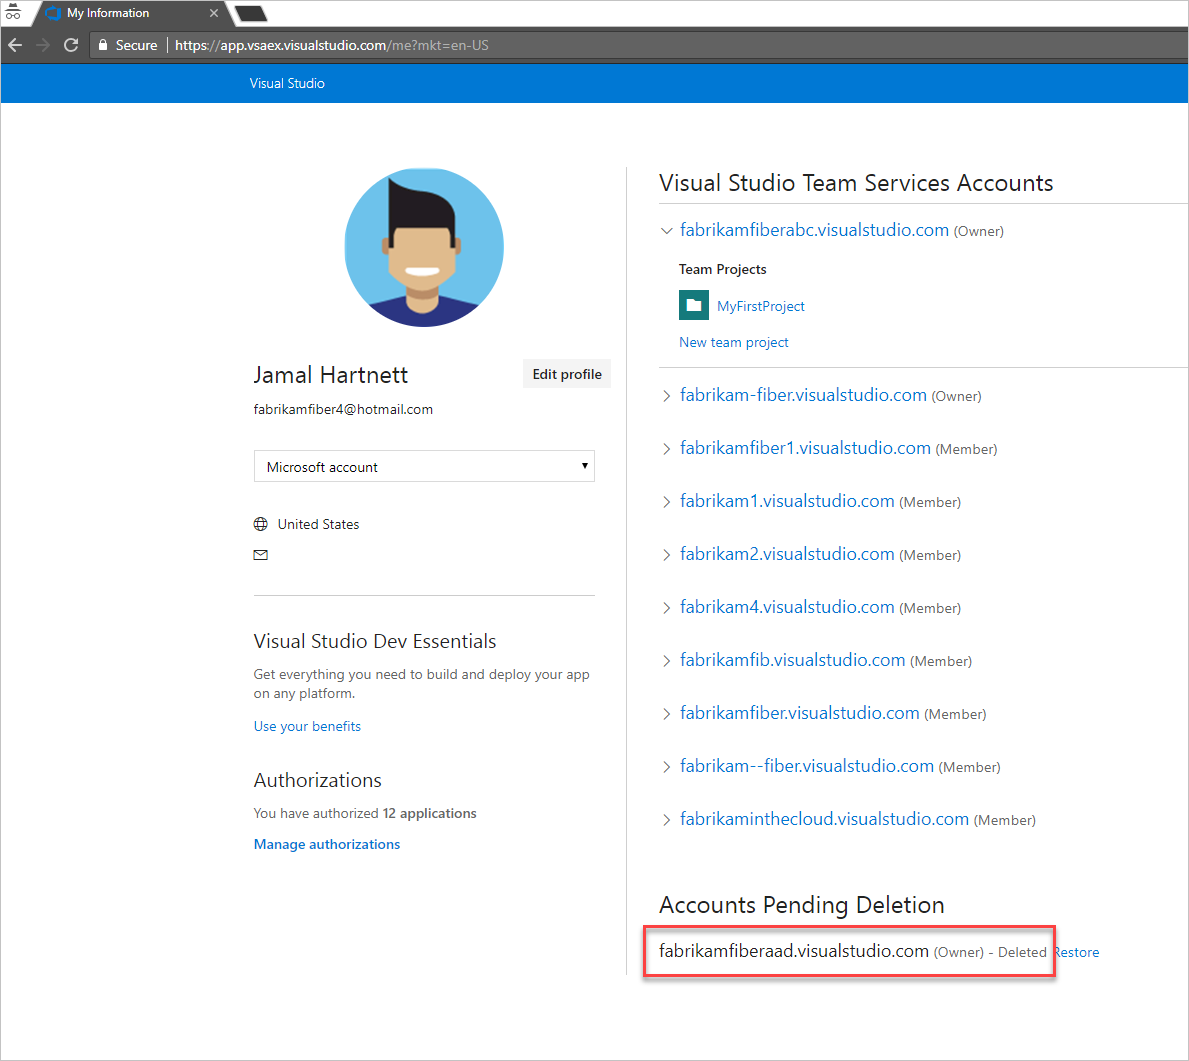 My Information
Secure
https://app.vsaex.visualstudio.com/me?mkt=en-US
Visual Studio
Jamal Hartnett
Edit profile
fabrikamfiber4@hotmail.com
Microsoft account
United States
Visual Studio Dev Essentials
Get everything you need to build and deploy your app
on any platform.
Use your benefits
Authorizations
You have authorized 12 applications
Manage authorizations
Visual Studio Team Services Accounts
fabrikamfiberabc.visualstudio.com (Owner)
Team Projects
MyFirstProject
New team project
fabrikam-fiber.visualstudio.com (Owner)
fabrikamfiber1.visualstudio.com (Member)
fabrikam1.visualstudio.com (Member)
fabrikam2.visualstudio.com (Member)
fabrikam4.visualstudio.com (Member)
fabrikamfib.visualstudio.com (Member)
fabrikamfiber.visualstudio.com (Member)
fabrikam--fiber.visualstudio.com (Member)
fabrikaminthecloud.visualstudio.com (Member)
Accounts Pending Deletion
fabrikamfiberaad.visualstudio.com (Owner) - Deleted Restore